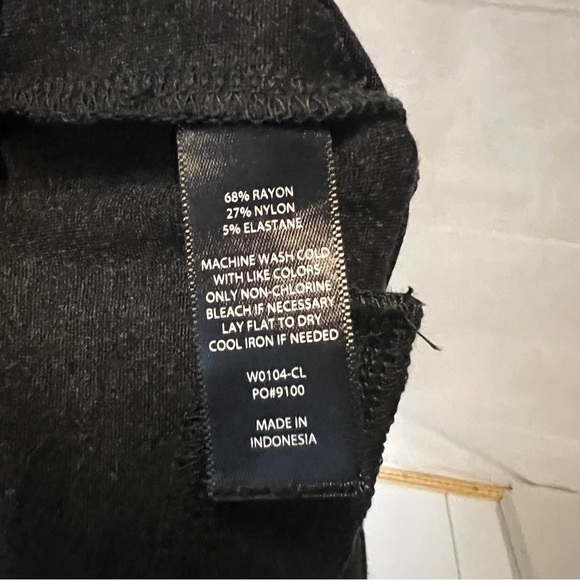 68% RAYON
27% NYLON
5% ELASTANE
MACHINE WASH COLD
WITH LIKE COLORS
ONLY NON-CHLORINE
BLEACH IF NECESSARY
LAY FLAT TO DRY
COOL IRON IF NEEDED
W0104-CL
PO#9100
MADE IN
INDONESIA